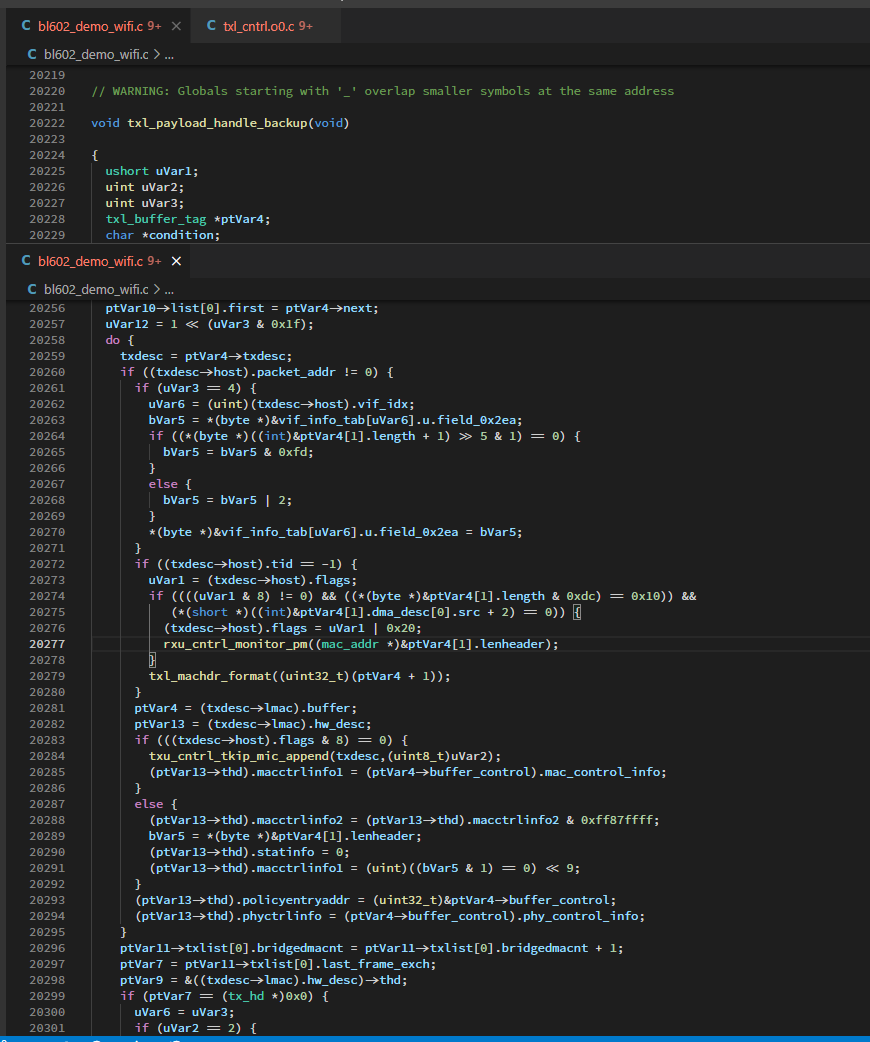 bl602_demo_wifi.c 9+ × txl_cntrl.o0.c 9+
bl602_demo_wifi.c > ...
20219
20220 // WARNING: Globals starting with '_' overlap smaller symbols at the same address
20221
20222 void txl_payload_handle_backup(void)
20223
20224 {
20225 ushort uVar1;
20226 uint uVar2;
20227 uint uVar3;
20228 txl_buffer_tag *ptVar4;
20229 char *condition;
bl602_demo_wifi.c 9+ ×
bl602_demo_wifi.c > ...
20256 ptVar10->list[0].first = ptVar4->next;
20257 uVar12 = 1 << (uVar3 & 0x1f);
20258 do {
20259 txdesc = ptVar4->txdesc;
20260 if ((txdesc->host).packet_addr != 0) {
20261 if (uVar3 == 4) {
20262 uVar6 = (uint)(txdesc->host).vif_idx;
20263 bVar5 = *(byte *)&vif_info_tab[uVar6].u.field_0x2ea;
20264 if ((*(byte *)((int)&ptVar4[1].length + 1) >> 5 & 1) == 0) {
20265 bVar5 = bVar5 & 0xfd;
20266 }
20267 else {
20268 bVar5 = bVar5 | 2;
20269 }
20270 *(byte *)&vif_info_tab[uVar6].u.field_0x2ea = bVar5;
20271 }
20272 if ((txdesc->host).tid == -1) {
20273 uVar1 = (txdesc->host).flags;
20274 if ((((uVar1 & 8) != 0) && ((*(byte *)&ptVar4[1].length & 0xdc) == 0x10)) &&
20275 (*(short *)((int)&ptVar4[1].dma_desc[0].src + 2) == 0)) {
20276 (txdesc->host).flags = uVar1 | 0x20;
20277 rxu_cntrl_monitor_pm((mac_addr *)&ptVar4[1].lenheader);
20278 }
20279 txl_machdr_format((uint32_t)(ptVar4 + 1));
20280 }
20281 ptVar4 = (txdesc->lmac).buffer;
20282 ptVar13 = (txdesc->lmac).hw_desc;
20283 if (((txdesc->host).flags & 8) == 0) {
20284 txu_cntrl_tkip_mic_append(txdesc,(uint8_t)uVar2);
20285 (ptVar13->thd).macctrlinfo1 = (ptVar4->buffer_control).mac_control_info;
20286 }
20287 else {
20288 (ptVar13->thd).macctrlinfo2 = (ptVar13->thd).macctrlinfo2 & 0xff87ffff;
20289 bVar5 = *(byte *)&ptVar4[1].lenheader;
20290 (ptVar13->thd).statinfo = 0;
20291 (ptVar13->thd).macctrlinfo1 = (uint)((bVar5 & 1) == 0) << 9;
20292 }
20293 (ptVar13->thd).policyentryaddr = (uint32_t)&ptVar4->buffer_control;
20294 (ptVar13->thd).phyctrlinfo = (ptVar4->buffer_control).phy_control_info;
20295 }
20296 ptVar11->txlist[0].bridgedmacnt = ptVar11->txlist[0].bridgedmacnt + 1;
20297 ptVar7 = ptVar11->txlist[0].last_frame_exch;
20298 ptVar9 = &((txdesc->lmac).hw_desc)->thd;
20299 if (ptVar7 == (tx_hd *)0x0) {
20300 uVar6 = uVar3;
20301 if (uVar2 == 2) {